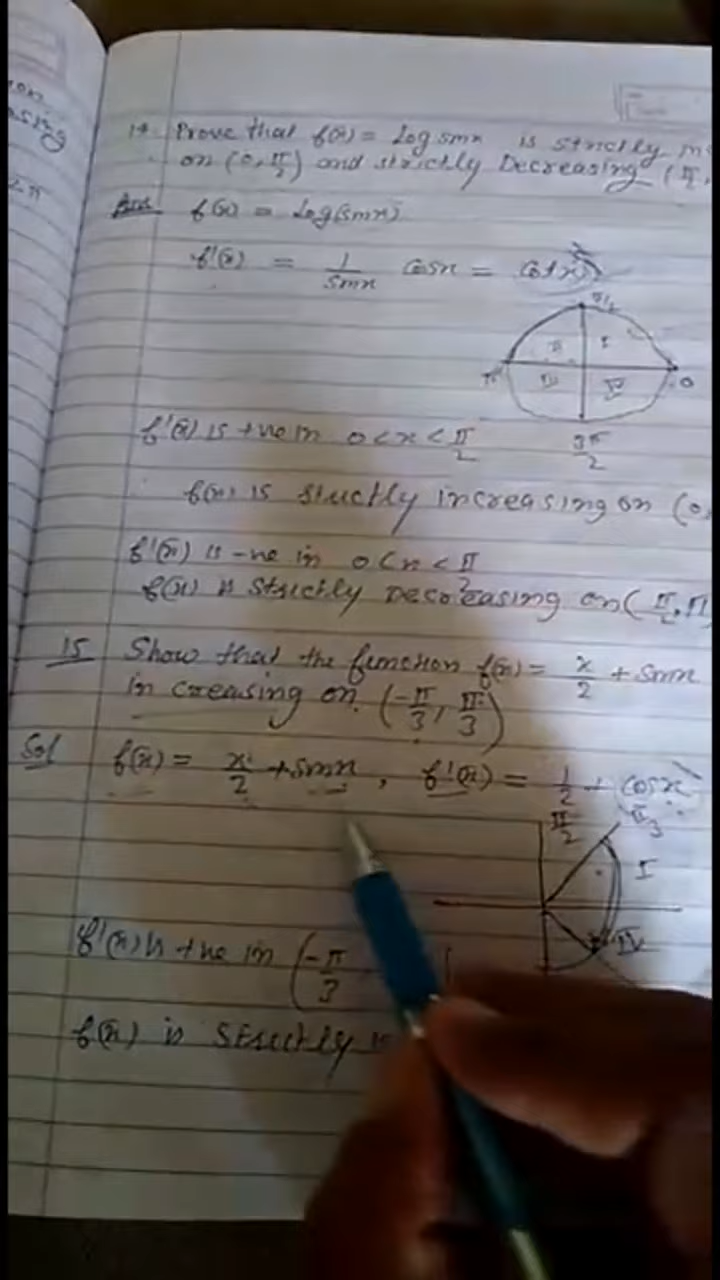 14 Prove that f(x) = Log sinx is strictly
on (0, π/2) and strictly Decreasing (π
Ans f(x) = Log(sinx)
f'(x) = 1/sinx cosx = cotx
π/2
II I
π 0
III IV
f'(x) is +ve in 0 < x < π/2 3π/2
f(x) is strictly increasing on (0,
f'(x) is -ve in 0 < x < π/2
f(x) is strictly Decreasing on (π/2, π
15 Show that the function f(x) = x/2 + sinx
increasing on (-π/3, π/3)
Sol f(x) = x/2 + sinx, f'(x) = 1/2 + cosx
π/2 π/3
I
IV
f'(x) is +ve in (-π/3
f(x) is strictly